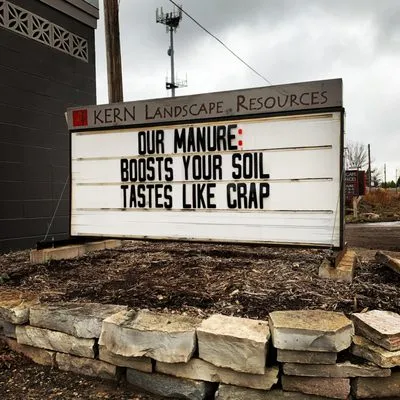 KERN LANDSCAPE RESOURCES
OUR MANURE:
BOOSTS YOUR SOIL
TASTES LIKE CRAP